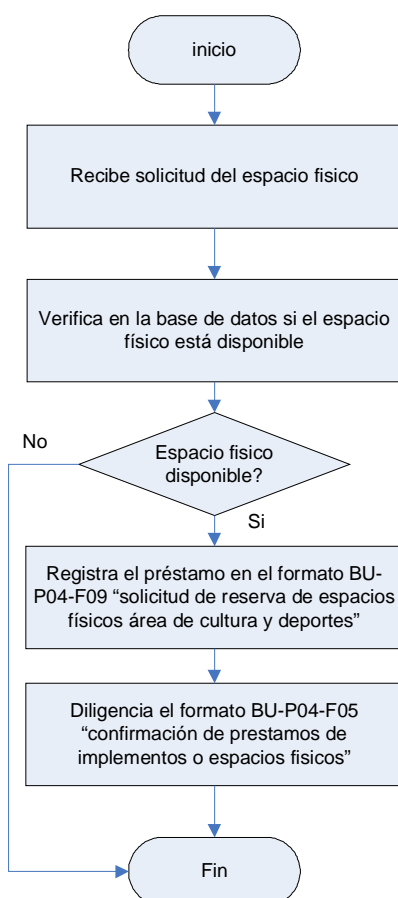 inicio
Recibe solicitud del espacio fisico
Verifica en la base de datos si el espacio
físico está disponible
No
Espacio fisico
disponible?
Si
Registra el préstamo en el formato BU-
P04-F09 “solicitud de reserva de espacios
físicos área de cultura y deportes”
Diligencia el formato BU-P04-F05
“confirmación de prestamos de
implementos o espacios fisicos”
Fin